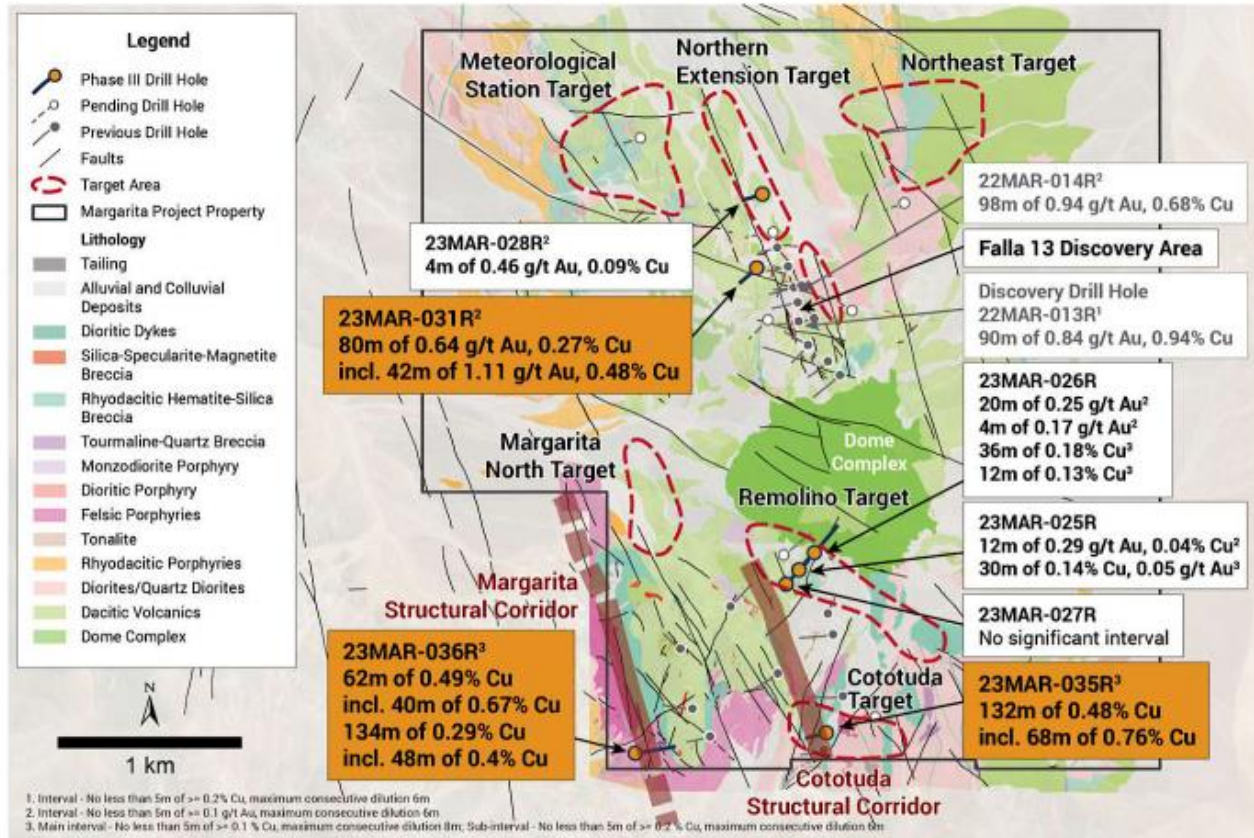 Legend
Phase III Drill Hole
Pending Drill Hole
Previous Drill Hole
Faults
Target Area
Margarita Project Property
Lithology
Tailing
Alluvial and Colluvial
Deposits
Dioritic Dykes
Silica-Specularite-Magnetite
Breccia
Rhyodacitic Hematite-Silica
Breccia
Tourmaline-Quartz Breccia
Monzodiorite Porphyry
Dioritic Porphyry
Felsic Porphyries
Tonalite
Rhyodacitic Porphyries
Diorites/Quartz Diorites
Dacitic Volcanics
Dome Complex
N
1 km
Meteorological
Station Target
Northern
Extension Target
Northeast Target
22MAR-014R²
98m of 0.94 g/t Au, 0.68% Cu
Falla 13 Discovery Area
Discovery Drill Hole
22MAR-013R¹
90m of 0.84 g/t Au, 0.94% Cu
23MAR-028R²
4m of 0.46 g/t Au, 0.09% Cu
23MAR-031R²
80m of 0.64 g/t Au, 0.27% Cu
incl. 42m of 1.11 g/t Au, 0.48% Cu
23MAR-026R
20m of 0.25 g/t Au²
4m of 0.17 g/t Au²
36m of 0.18% Cu³
12m of 0.13% Cu³
Dome
Complex
Margarita
North Target
Remolino Target
23MAR-025R
12m of 0.29 g/t Au, 0.04% Cu²
30m of 0.14% Cu, 0.05 g/t Au³
23MAR-027R
No significant interval
Margarita
Structural Corridor
23MAR-036R³
62m of 0.49% Cu
incl. 40m of 0.67% Cu
134m of 0.29% Cu
incl. 48m of 0.4% Cu
Cototuda
Target
23MAR-035R³
132m of 0.48% Cu
incl. 68m of 0.76% Cu
Cototuda
Structural Corridor
1. Interval - No less than 5m of >= 0.2% Cu, maximum consecutive dilution 6m
2. Interval - No less than 5m of >= 0.1 g/t Au, maximum consecutive dilution 6m
3. Main interval - No less than 5m of >= 0.1 % Cu, maximum consecutive dilution 8m; Sub-interval - No less than 5m of >= 0.2 % Cu, maximum consecutive dilution 6m